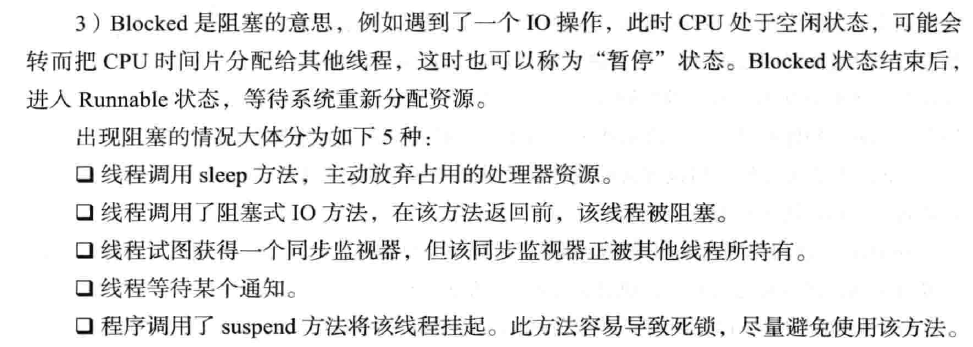 3）Blocked 是阻塞的意思，例如遇到了一个 IO 操作，此时 CPU 处于空闲状态，可能会
转而把 CPU 时间片分配给其他线程，这时也可以称为“暂停”状态。Blocked 状态结束后，
进入 Runnable 状态，等待系统重新分配资源。
出现阻塞的情况大体分为如下 5 种：
❑ 线程调用 sleep 方法，主动放弃占用的处理器资源。
❑ 线程调用了阻塞式 IO 方法，在该方法返回前，该线程被阻塞。
❑ 线程试图获得一个同步监视器，但该同步监视器正被其他线程所持有。
❑ 线程等待某个通知。
❑ 程序调用了 suspend 方法将该线程挂起。此方法容易导致死锁，尽量避免使用该方法。